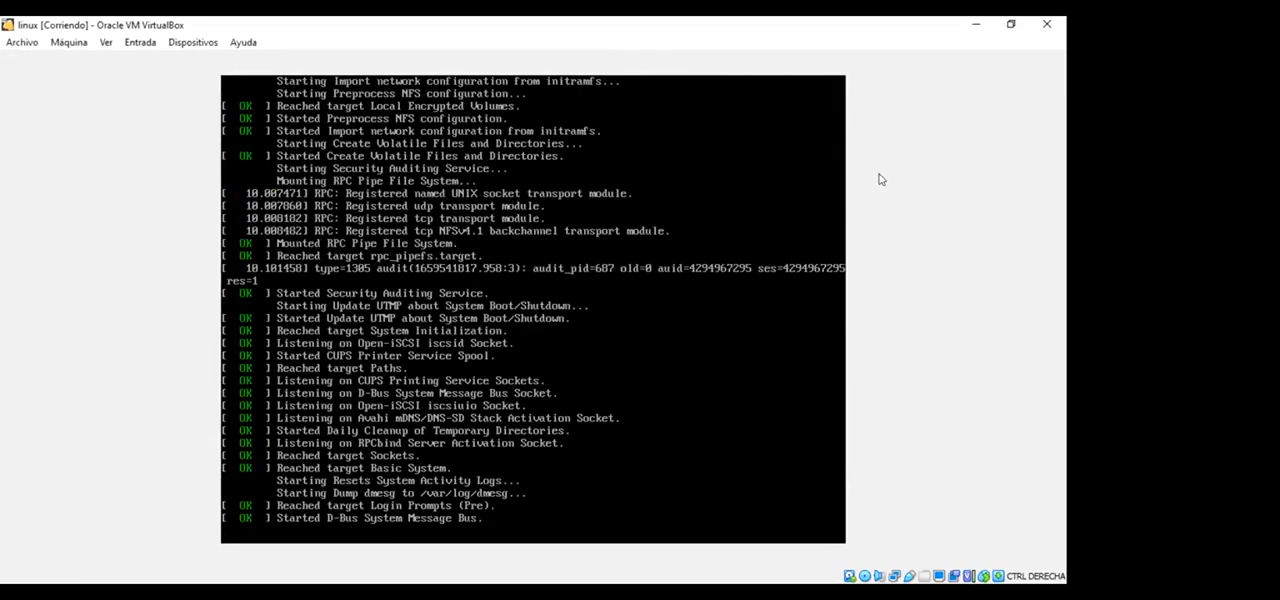 linux [Corriendo] - Oracle VM VirtualBox
Archivo Máquina Ver Entrada Dispositivos Ayuda
Starting Import network configuration from initramfs...
Starting Preprocess NFS configuration...
[ OK ] Reached target Local Encrypted Volumes.
[ OK ] Started Preprocess NFS configuration.
[ OK ] Started Import network configuration from initramfs.
Starting Create Volatile Files and Directories...
[ OK ] Started Create Volatile Files and Directories.
Starting Security Auditing Service...
Mounting RPC Pipe File System...
[ 10.007471] RPC: Registered named UNIX socket transport module.
[ 10.007860] RPC: Registered udp transport module.
[ 10.008182] RPC: Registered tcp transport module.
[ 10.008482] RPC: Registered tcp NFSv4.1 backchannel transport module.
[ OK ] Mounted RPC Pipe File System.
[ OK ] Reached target rpc_pipefs.target.
[ 10.101458] type=1305 audit(1659541817.958:3): audit_pid=687 old=0 auid=4294967295 ses=4294967295
res=1
[ OK ] Started Security Auditing Service.
Starting Update UTMP about System Boot/Shutdown...
[ OK ] Started Update UTMP about System Boot/Shutdown.
[ OK ] Reached target System Initialization.
[ OK ] Listening on Open-iSCSI iscsid Socket.
[ OK ] Started CUPS Printer Service Spool.
[ OK ] Reached target Paths.
[ OK ] Listening on CUPS Printing Service Sockets.
[ OK ] Listening on D-Bus System Message Bus Socket.
[ OK ] Listening on Open-iSCSI iscsiuio Socket.
[ OK ] Listening on Avahi mDNS/DNS-SD Stack Activation Socket.
[ OK ] Started Daily Cleanup of Temporary Directories.
[ OK ] Listening on RPCbind Server Activation Socket.
[ OK ] Reached target Sockets.
[ OK ] Reached target Basic System.
Starting Resets System Activity Logs...
Starting Dump dmesg to /var/log/dmesg...
[ OK ] Reached target Login Prompts (Pre).
[ OK ] Started D-Bus System Message Bus.
CTRL DERECHA